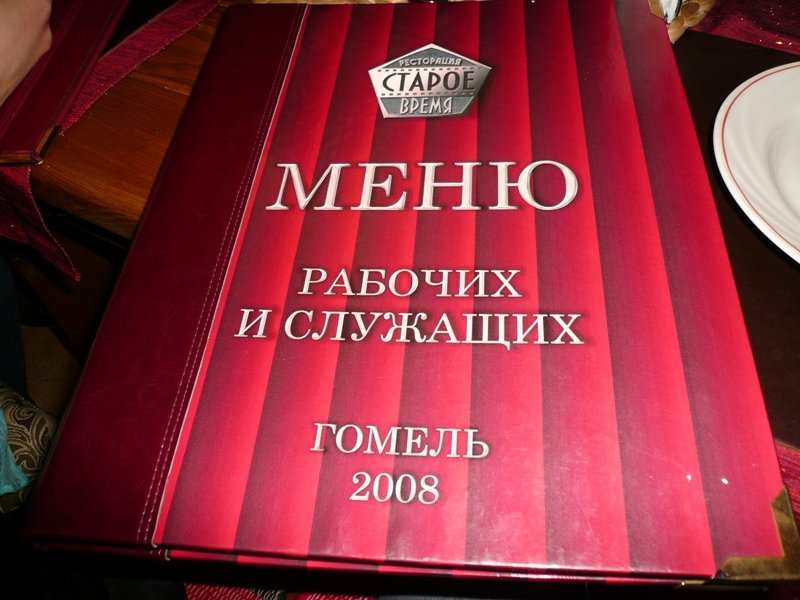 РЕСТОРАЦИЯ
СТАРОЕ
ВРЕМЯ
МЕНЮ
РАБОЧИХ
И СЛУЖАЩИХ
ГОМЕЛЬ
2008